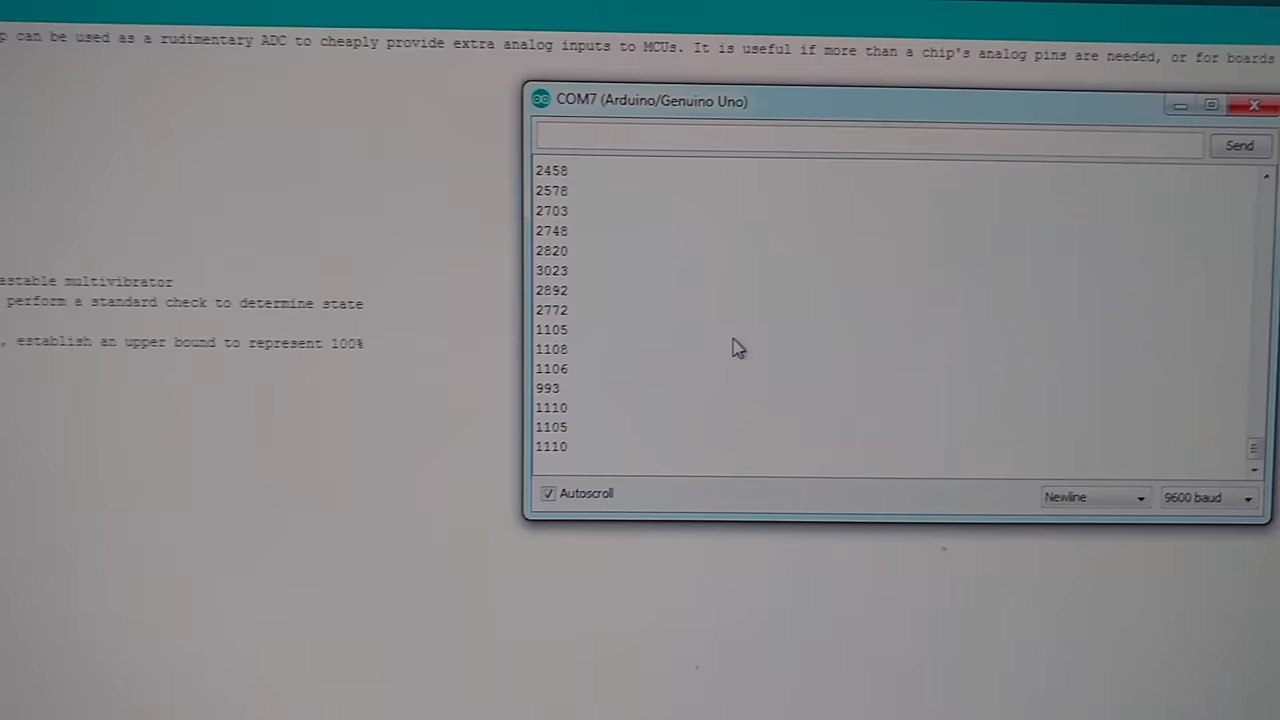 p can be used as a rudimentary ADC to cheaply provide extra analog inputs to MCUs. It is useful if more than a chip's analog pins are needed, or for boards
COM7 (Arduino/Genuino Uno)
Send
2458
2578
2703
2748
2820
3023
2892
2772
1105
1108
1106
993
1110
1105
1110
astable multivibrator
perform a standard check to determine state
, establish an upper bound to represent 100%
Autoscroll
Newline
9600 baud